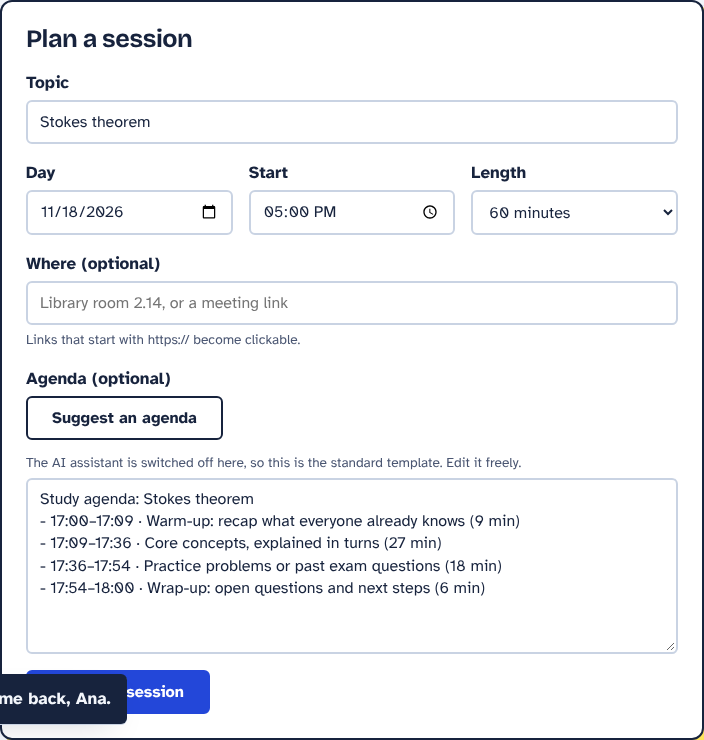 Plan a session
Topic
Stokes theorem
Day
Start
Length
11/18/2026
05:00 PM
60 minutes
Where (optional)
Library room 2.14, or a meeting link
Links that start with https:// become clickable.
Agenda (optional)
Suggest an agenda
The AI assistant is switched off here, so this is the standard template. Edit it freely.
Study agenda: Stokes theorem
- 17:00–17:09 · Warm-up: recap what everyone already knows (9 min)
- 17:09–17:36 · Core concepts, explained in turns (27 min)
- 17:36–17:54 · Practice problems or past exam questions (18 min)
- 17:54–18:00 · Wrap-up: open questions and next steps (6 min)
session
me back, Ana.